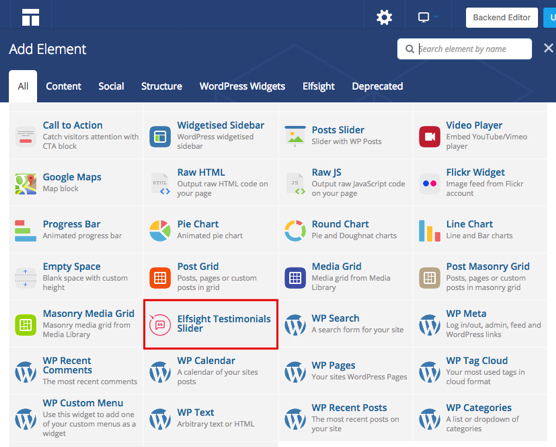 Backend Editor
U
Add Element
Search element by name
All Content Social Structure WordPress Widgets Elfsight Deprecated
Call to Action
Catch visitors attention with
CTA block
Widgetised Sidebar
WordPress widgetised
sidebar
Posts Slider
Slider with WP Posts
Video Player
Embed YouTube/Vimeo
player
Google Maps
Map block
Raw HTML
Output raw HTML code on
your page
Raw JS
Output raw JavaScript code
on your page
Flickr Widget
Image feed from Flickr
account
Progress Bar
Animated progress bar
Pie Chart
Animated pie chart
Round Chart
Pie and Doughnat charts
Line Chart
Line and Bar charts
Empty Space
Blank space with custom
height
Post Grid
Posts, pages or custom
posts in grid
Media Grid
Media grid from Media
Library
Post Masonry Grid
Posts, pages or custom
posts in masonry grid
Masonry Media Grid
Masonry media grid from
Media Library
Elfsight Testimonials
Slider
WP Search
A search form for your site
WP Meta
Log in/out, admin, feed and
WordPress links
WP Recent
Comments
The most recent comments
WP Calendar
A calendar of your sites
posts
WP Pages
Your sites WordPress Pages
WP Tag Cloud
Your most used tags in
cloud format
WP Custom Menu
Use this widget to add one
of your custom menus as a
widget
WP Text
Arbitrary text or HTML
WP Recent Posts
The most recent posts on
your site
WP Categories
A list or dropdown of
categories